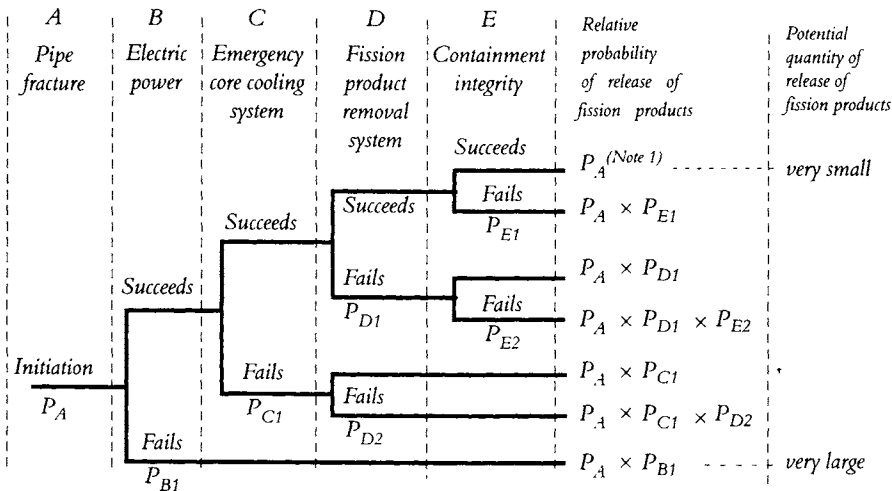 A
Pipe
fracture
B
Electric
power
C
Emergency
core cooling
system
D
Fission
product
removal
system
E
Containment
integrity
Relative
probability
of release of
fission products
Potential
quantity of
release of
fission products
Initiation
P_A
Succeeds
Fails
P_B1
Succeeds
Fails
P_C1
Succeeds
Fails
P_D1
Fails
P_D2
Succeeds
Fails
P_E1
Fails
P_E2
P_A (Note 1) very small
P_A × P_E1
P_A × P_D1
P_A × P_D1 × P_E2
P_A × P_C1
P_A × P_C1 × P_D2
P_A × P_B1 very large